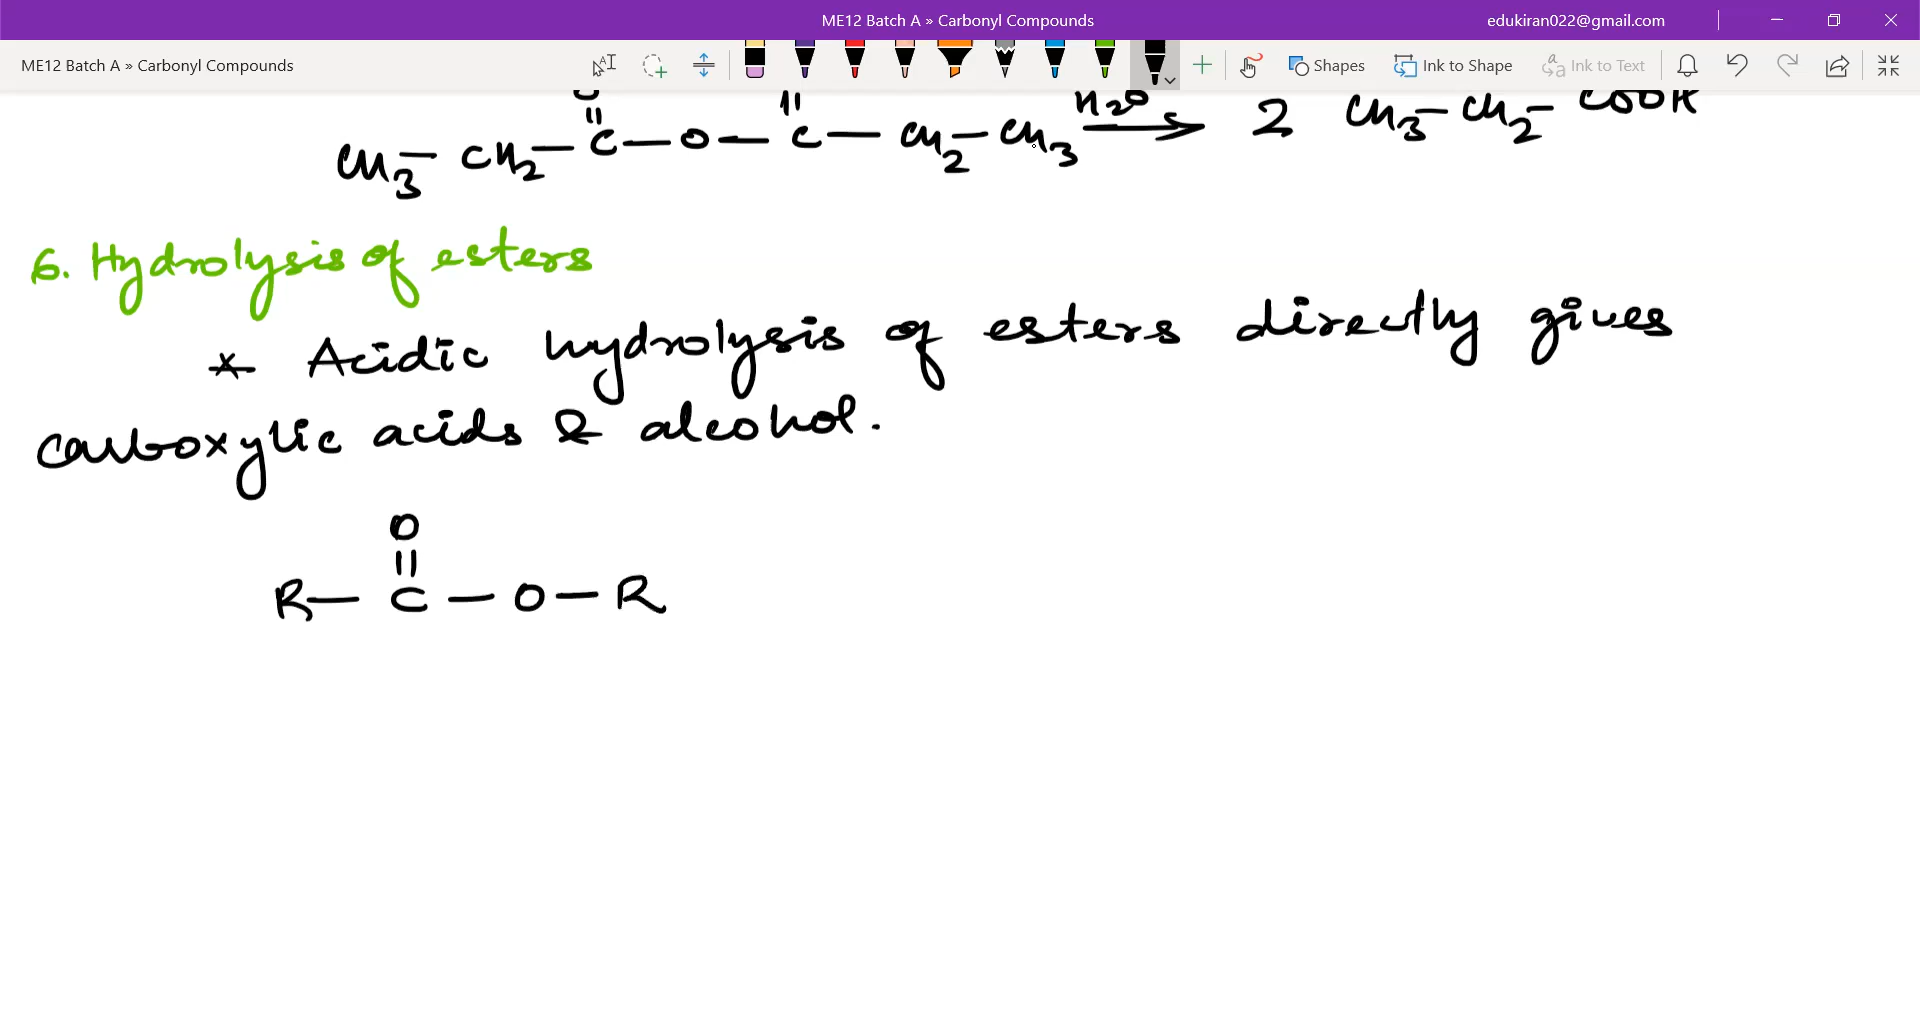 ME12 Batch A » Carbonyl Compounds
edukiran022@gmail.com
ME12 Batch A » Carbonyl Compounds
Shapes
Ink to Shape
Ink to Text
O
CH3 — CH2 — C — O — C — CH2 — CH3 H2O → 2 CH3 — CH2 — COOH
6. Hydrolysis of esters
* Acidic hydrolysis of esters directly gives
carboxylic acids & alcohol.
O
||
R — C — O — R